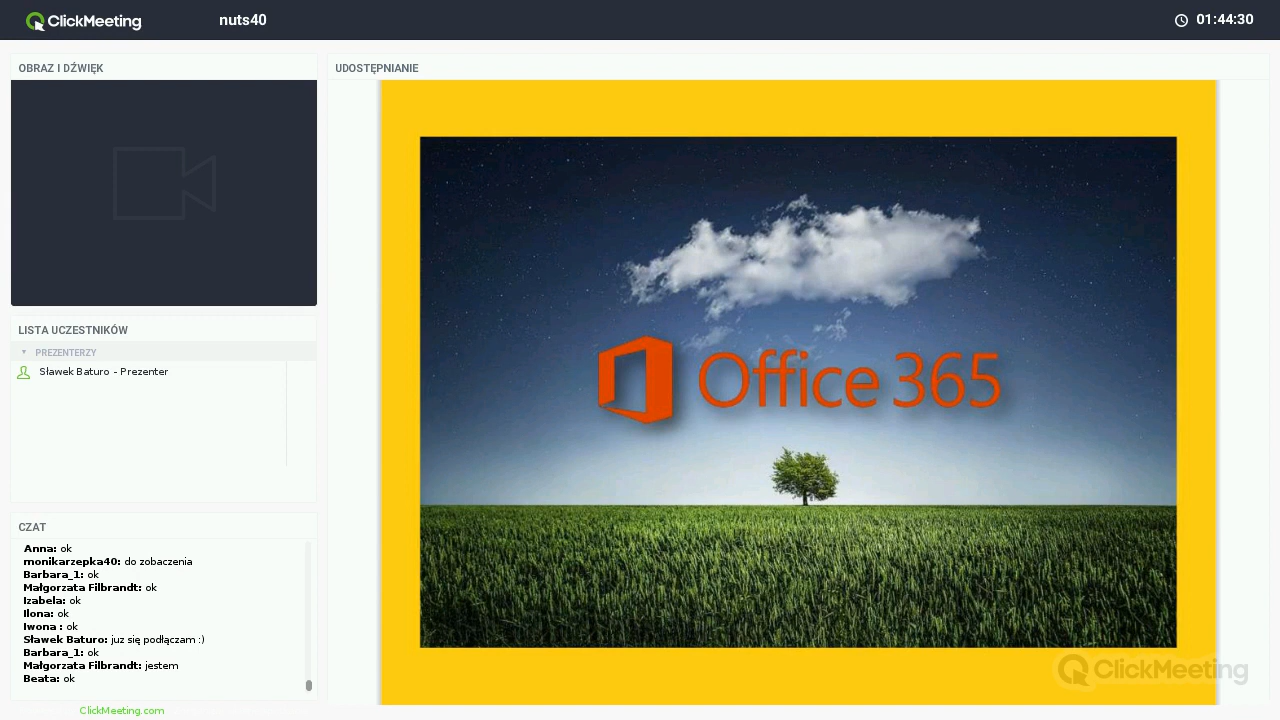 ClickMeeting
nuts40
01:44:30
OBRAZ I DŹWIĘK
LISTA UCZESTNIKÓW
PREZENTERZY
Sławek Baturo - Prezenter
CZAT
Anna: ok
monikarzepka40: do zobaczenia
Barbara_1: ok
Małgorzata Filbrandt: ok
Izabela: ok
Ilona: ok
Iwona : ok
Sławek Baturo: juz się podłączam :)
Barbara_1: ok
Małgorzata Filbrandt: jestem
Beata: ok
ClickMeeting.com
UDOSTĘPNIANIE
Office 365
ClickMeeting